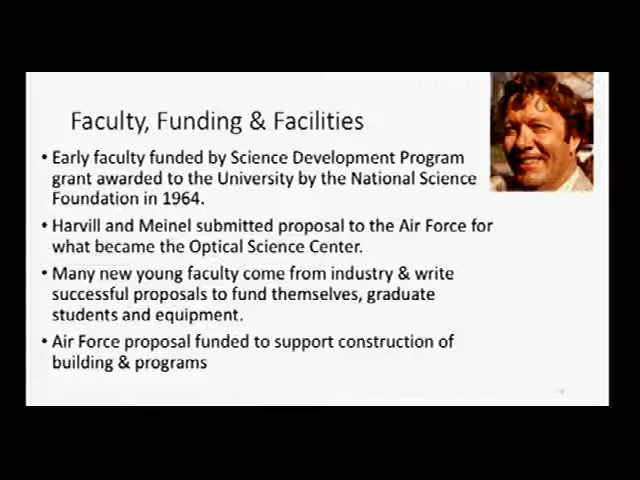 Faculty, Funding & Facilities
• Early faculty funded by Science Development Program
grant awarded to the University by the National Science
Foundation in 1964.
• Harvill and Meinel submitted proposal to the Air Force for
what became the Optical Science Center.
• Many new young faculty come from industry & write
successful proposals to fund themselves, graduate
students and equipment.
• Air Force proposal funded to support construction of
building & programs